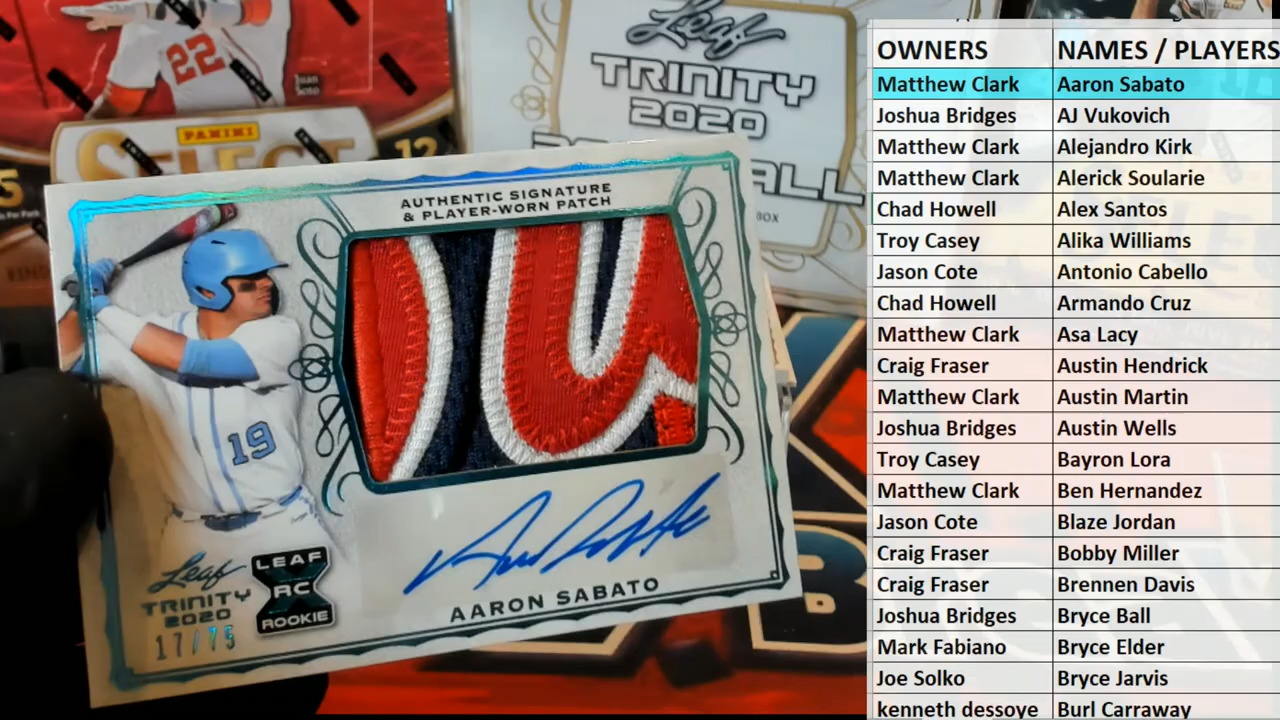 22
Juan
Soto
PANINI
SELECT
12
5
Leaf
TRINITY
2020
BOX
AUTHENTIC SIGNATURE
& PLAYER-WORN PATCH
19
Leaf
TRINITY
2020
17/75
LEAF
RC
ROOKIE
AARON SABATO
OWNERS NAMES / PLAYERS
Matthew Clark Aaron Sabato
Joshua Bridges AJ Vukovich
Matthew Clark Alejandro Kirk
Matthew Clark Alerick Soularie
Chad Howell Alex Santos
Troy Casey Alika Williams
Jason Cote Antonio Cabello
Chad Howell Armando Cruz
Matthew Clark Asa Lacy
Craig Fraser Austin Hendrick
Matthew Clark Austin Martin
Joshua Bridges Austin Wells
Troy Casey Bayron Lora
Matthew Clark Ben Hernandez
Jason Cote Blaze Jordan
Craig Fraser Bobby Miller
Craig Fraser Brennen Davis
Joshua Bridges Bryce Ball
Mark Fabiano Bryce Elder
Joe Solko Bryce Jarvis
kenneth dessoye Burl Carraway